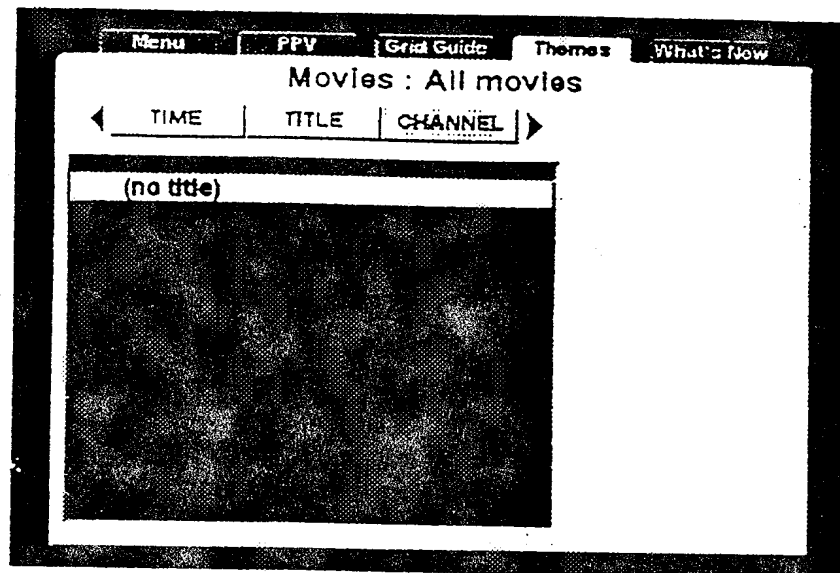 Menu PPV Grid Guide Themes What's Now
Movies : All movies
TIME TITLE CHANNEL
(no title)